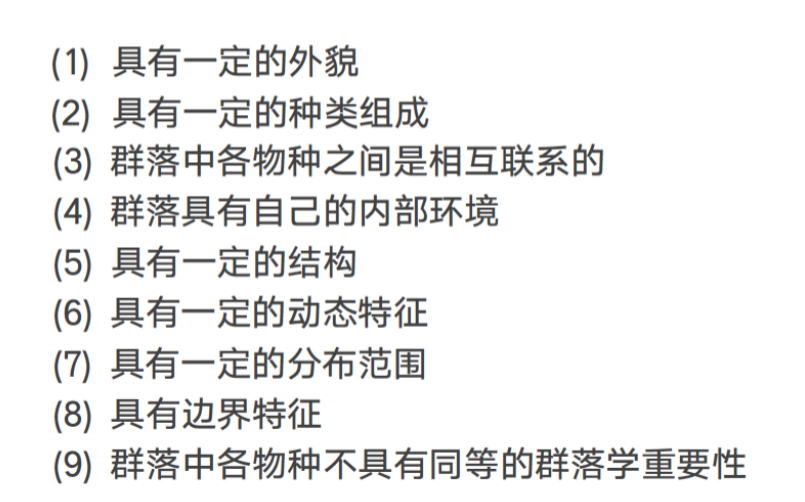 (1) 具有一定的外貌
(2) 具有一定的种类组成
(3) 群落中各物种之间是相互联系的
(4) 群落具有自己的内部环境
(5) 具有一定的结构
(6) 具有一定的动态特征
(7) 具有一定的分布范围
(8) 具有边界特征
(9) 群落中各物种不具有同等的群落学重要性